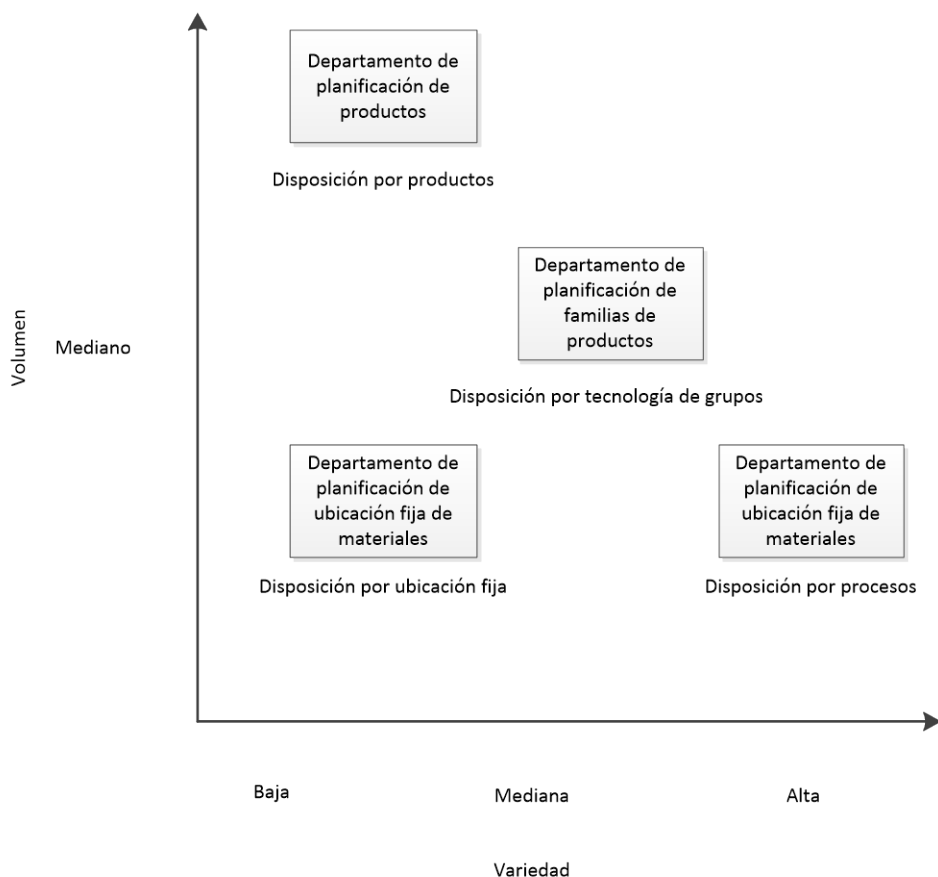 Departamento de
planificación de
productos
Disposición por productos
Departamento de
planificación de
familias de
productos
Volumen
Mediano
Disposición por tecnología de grupos
Departamento de
planificación de
ubicación fija de
materiales
Disposición por ubicación fija
Departamento de
planificación de
ubicación fija de
materiales
Disposición por procesos
Baja
Mediana
Alta
Variedad